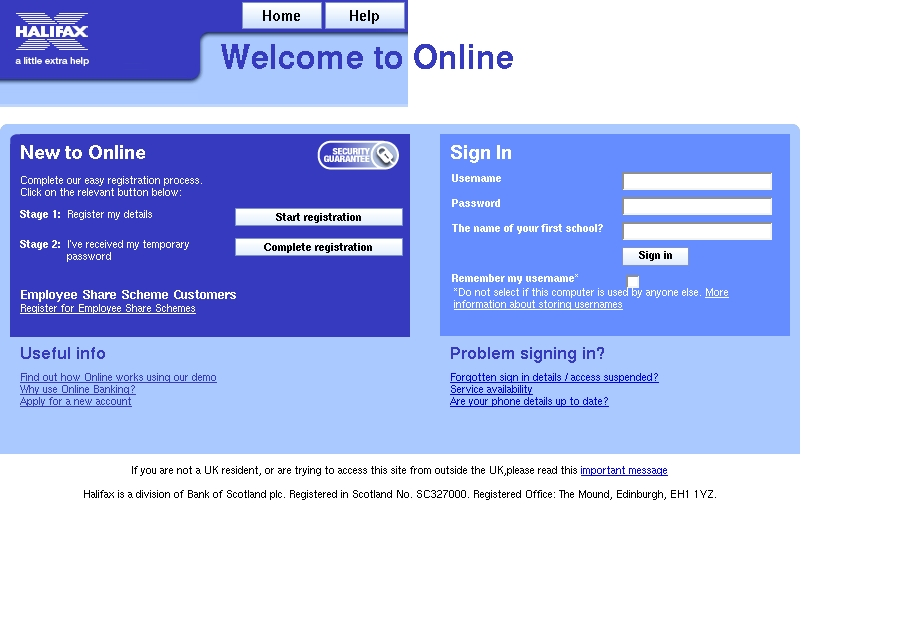 Home Help
HALIFAX
a little extra help
Welcome to Online
New to Online
SECURITY
GUARANTEE
Complete our easy registration process.
Click on the relevant button below:
Stage 1: Register my details
Start registration
Stage 2: I've received my temporary
password
Complete registration
Employee Share Scheme Customers
Register for Employee Share Schemes
Sign In
Username
Password
The name of your first school?
Sign in
Remember my username*
*Do not select if this computer is used by anyone else. More
information about storing usernames
Useful info
Find out how Online works using our demo
Why use Online Banking?
Apply for a new account
Problem signing in?
Forgotten sign in details / access suspended?
Service availability
Are your phone details up to date?
If you are not a UK resident, or are trying to access this site from outside the UK,please read this important message
Halifax is a division of Bank of Scotland plc. Registered in Scotland No. SC327000. Registered Office: The Mound, Edinburgh, EH1 1YZ.